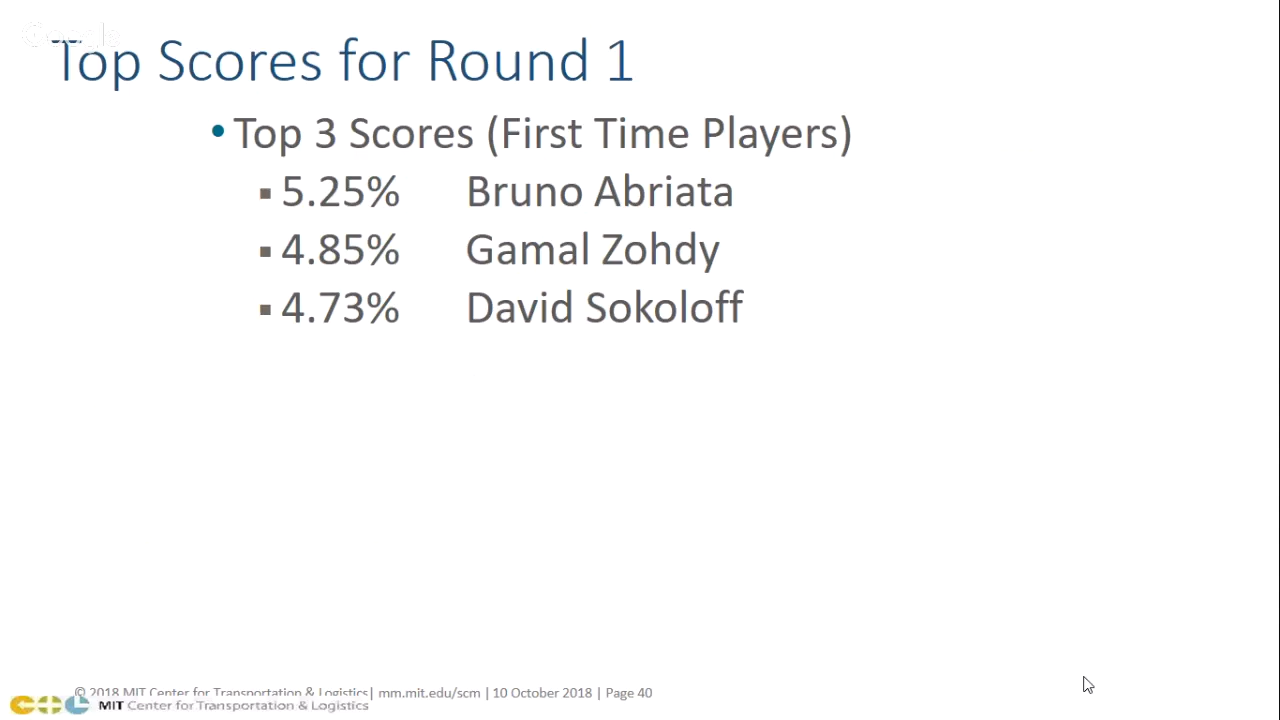 Google
Top Scores for Round 1
• Top 3 Scores (First Time Players)
▪ 5.25% Bruno Abriata
▪ 4.85% Gamal Zohdy
▪ 4.73% David Sokoloff
© 2018 MIT Center for Transportation & Logistics| mm.mit.edu/scm | 10 October 2018 | Page 40
MIT Center for Transportation & Logistics